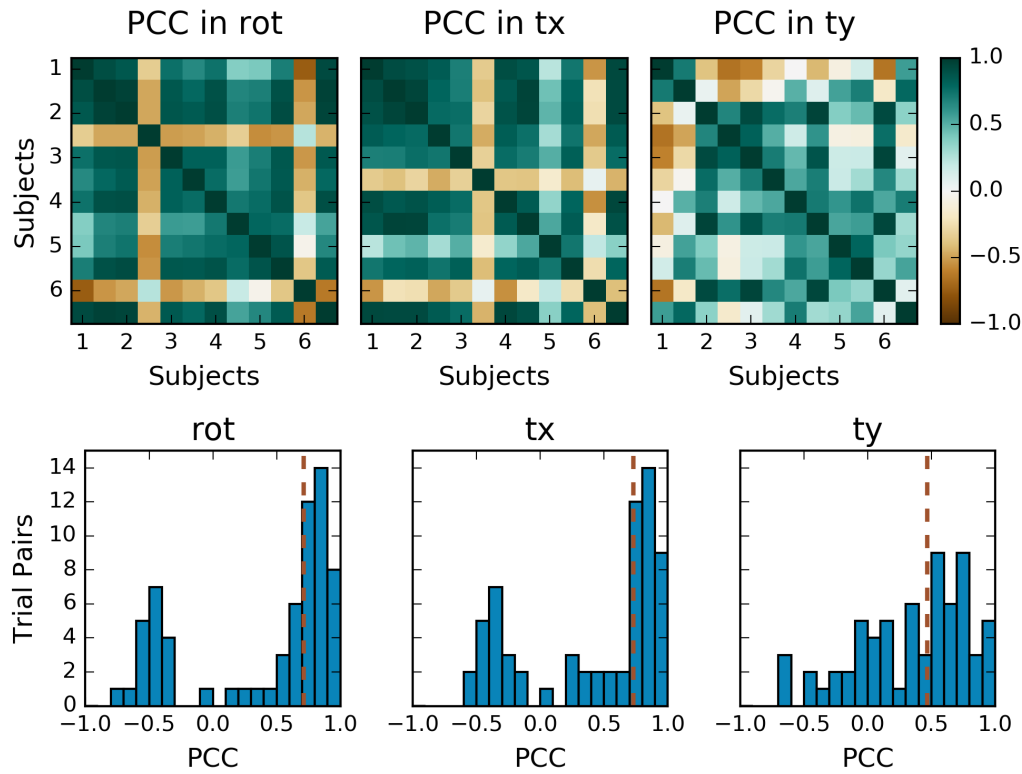 PCC in rot PCC in tx PCC in ty
Subjects
1
2
3
4
5
6
1 2 3 4 5 6
Subjects
1 2 3 4 5 6
Subjects
1 2 3 4 5 6
Subjects
1.0
0.5
0.0
−0.5
−1.0
rot tx ty
Trial Pairs
14
12
10
8
6
4
2
0
−1.0 −0.5 0.0 0.5 1.0
PCC
−1.0 −0.5 0.0 0.5 1.0
PCC
−1.0 −0.5 0.0 0.5 1.0
PCC